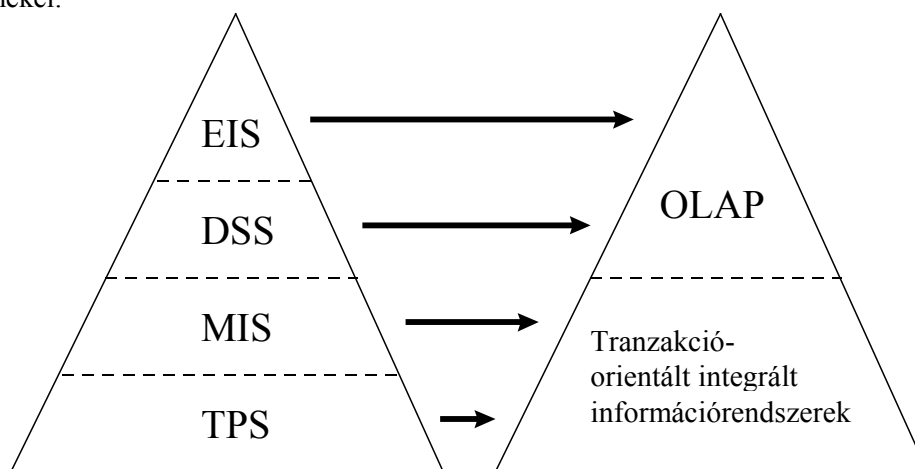 EIS
DSS
MIS
TPS
OLAP
Tranzakció-
orientált integrált
információrendszerek